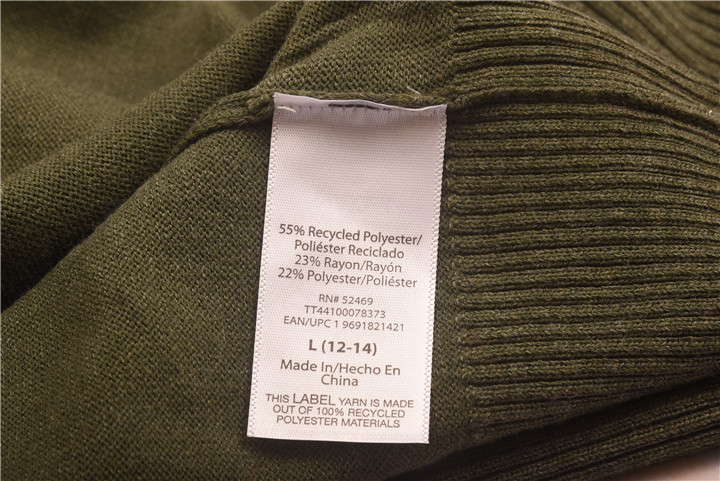 55% Recycled Polyester/
Poliéster Reciclado
23% Rayon/Rayón
22% Polyester/Poliéster
RN# 52469
TT44100078373
EAN/UPC 1 9691821421
L (12-14)
Made In/Hecho En
China
THIS LABEL YARN IS MADE
OUT OF 100% RECYCLED
POLYESTER MATERIALS